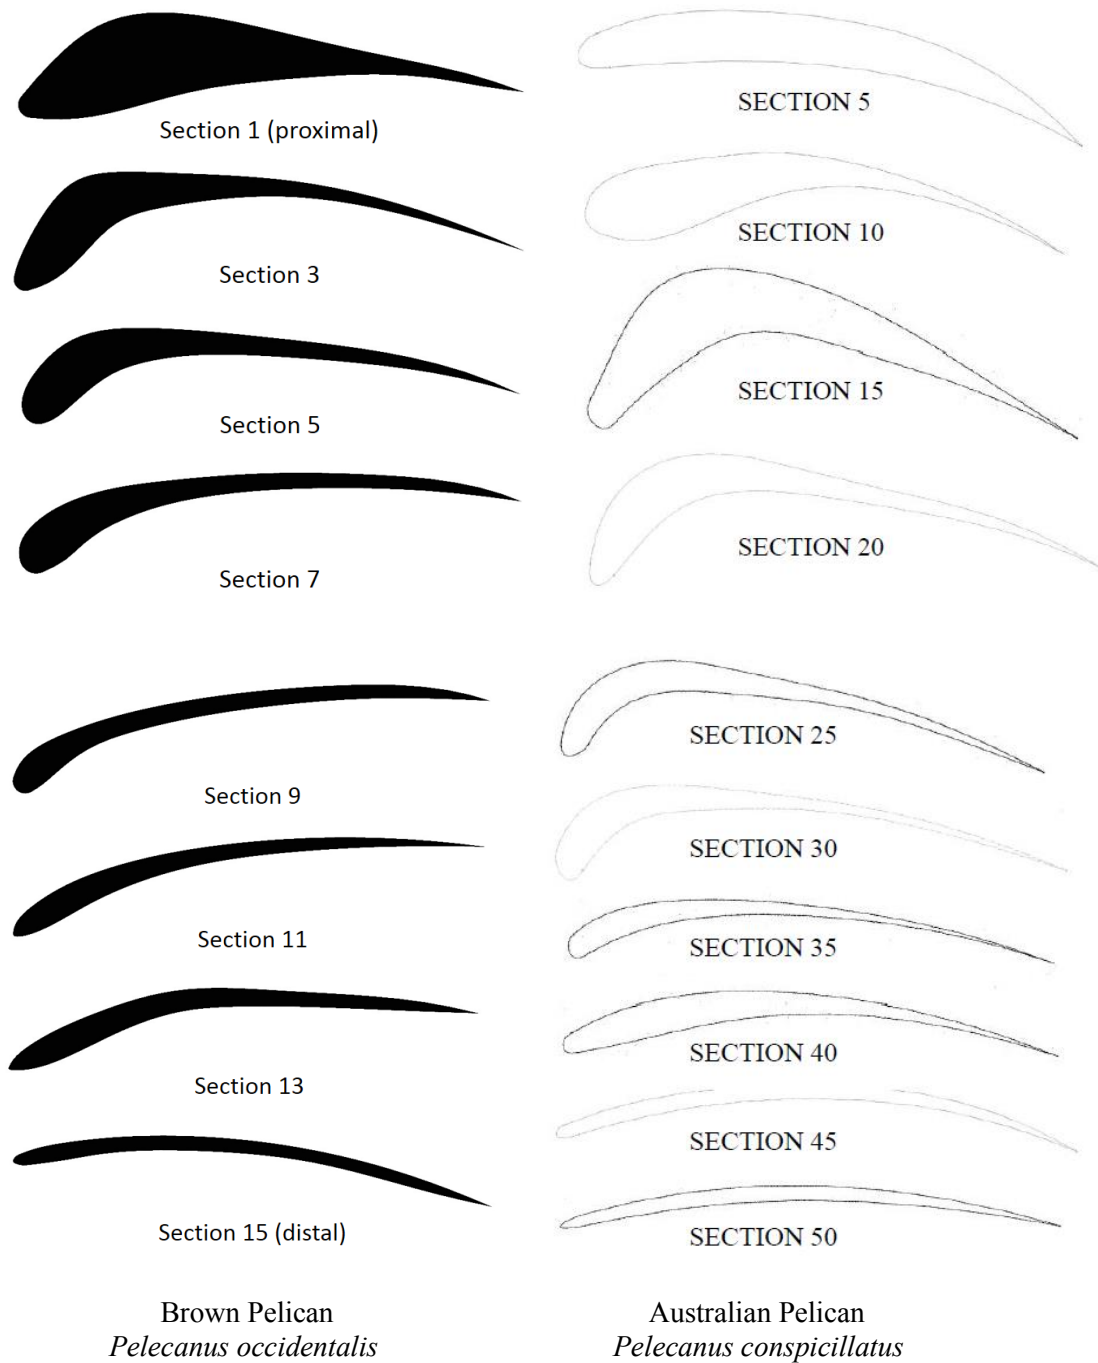 Section 1 (proximal)
Section 3
Section 5
Section 7
Section 9
Section 11
Section 13
Section 15 (distal)
SECTION 5
SECTION 10
SECTION 15
SECTION 20
SECTION 25
SECTION 30
SECTION 35
SECTION 40
SECTION 45
SECTION 50
Brown Pelican
Pelecanus occidentalis
Australian Pelican
Pelecanus conspicillatus